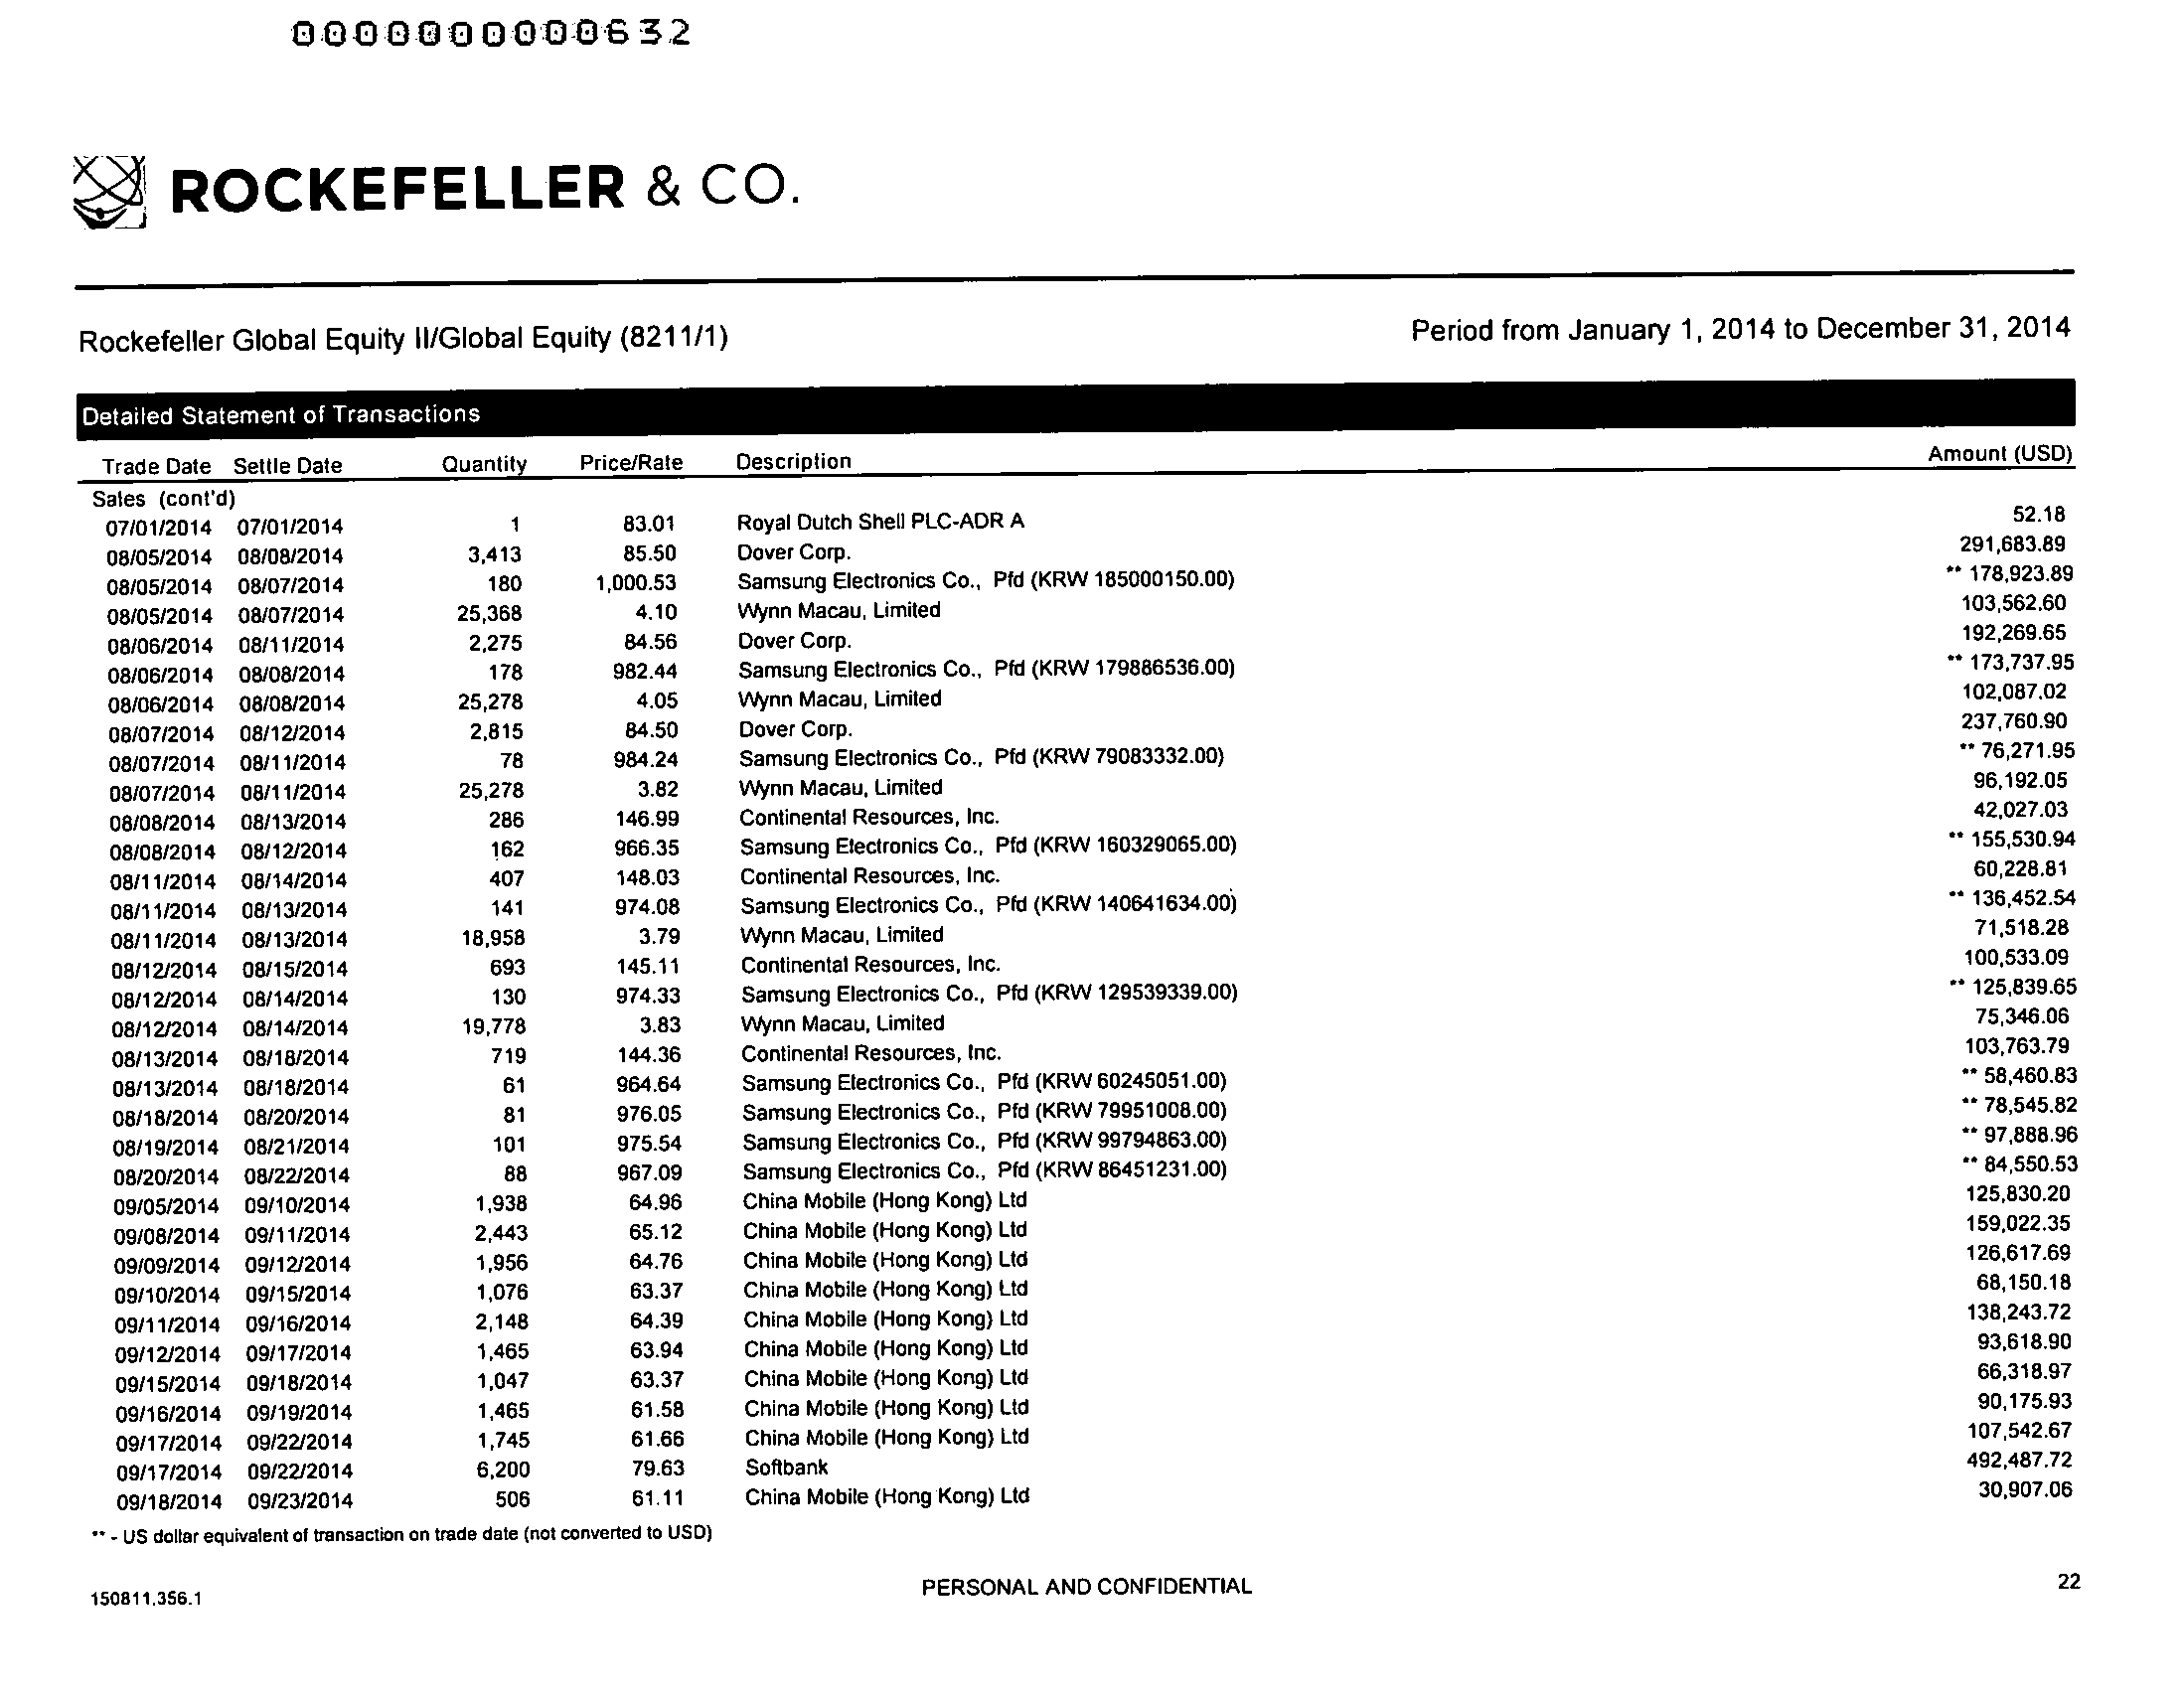 0000000000632
ROCKEFELLER & CO.
Rockefeller Global Equity II/Global Equity (8211/1) Period from January 1, 2014 to December 31, 2014
Detailed Statement of Transactions
Trade Date Settle Date Quantity Price/Rate Description Amount (USD)
Sales (cont'd)
07/01/2014 07/01/2014 1 83.01 Royal Dutch Shell PLC-ADR A 52.18
08/05/2014 08/08/2014 3,413 85.50 Dover Corp. 291,683.89
08/05/2014 08/07/2014 180 1,000.53 Samsung Electronics Co., Pfd (KRW 185000150.00) ** 178,923.89
08/05/2014 08/07/2014 25,368 4.10 Wynn Macau, Limited 103,562.60
08/06/2014 08/11/2014 2,275 84.56 Dover Corp. 192,269.65
08/06/2014 08/08/2014 178 982.44 Samsung Electronics Co., Pfd (KRW 179886536.00) ** 173,737.95
08/06/2014 08/08/2014 25,278 4.05 Wynn Macau, Limited 102,087.02
08/07/2014 08/12/2014 2,815 84.50 Dover Corp. 237,760.90
08/07/2014 08/11/2014 78 984.24 Samsung Electronics Co., Pfd (KRW 79083332.00) ** 76,271.95
08/07/2014 08/11/2014 25,278 3.82 Wynn Macau, Limited 96,192.05
08/08/2014 08/13/2014 286 146.99 Continental Resources, Inc. 42,027.03
08/08/2014 08/12/2014 162 966.35 Samsung Electronics Co., Pfd (KRW 160329065.00) ** 155,530.94
08/11/2014 08/14/2014 407 148.03 Continental Resources, Inc. 60,228.81
08/11/2014 08/13/2014 141 974.08 Samsung Electronics Co., Pfd (KRW 140641634.00) ** 136,452.54
08/11/2014 08/13/2014 18,958 3.79 Wynn Macau, Limited 71,518.28
08/12/2014 08/15/2014 693 145.11 Continental Resources, Inc. 100,533.09
08/12/2014 08/14/2014 130 974.33 Samsung Electronics Co., Pfd (KRW 129539339.00) ** 125,839.65
08/12/2014 08/14/2014 19,778 3.83 Wynn Macau, Limited 75,346.06
08/13/2014 08/18/2014 719 144.36 Continental Resources, Inc. 103,763.79
08/13/2014 08/18/2014 61 964.64 Samsung Electronics Co., Pfd (KRW 60245051.00) ** 58,460.83
08/18/2014 08/20/2014 81 976.05 Samsung Electronics Co., Pfd (KRW 79951008.00) ** 78,545.82
08/19/2014 08/21/2014 101 975.54 Samsung Electronics Co., Pfd (KRW 99794863.00) ** 97,888.96
08/20/2014 08/22/2014 88 967.09 Samsung Electronics Co., Pfd (KRW 86451231.00) ** 84,550.53
09/05/2014 09/10/2014 1,938 64.96 China Mobile (Hong Kong) Ltd 125,830.20
09/08/2014 09/11/2014 2,443 65.12 China Mobile (Hong Kong) Ltd 159,022.35
09/09/2014 09/12/2014 1,956 64.76 China Mobile (Hong Kong) Ltd 126,617.69
09/10/2014 09/15/2014 1,076 63.37 China Mobile (Hong Kong) Ltd 68,150.18
09/11/2014 09/16/2014 2,148 64.39 China Mobile (Hong Kong) Ltd 138,243.72
09/12/2014 09/17/2014 1,465 63.94 China Mobile (Hong Kong) Ltd 93,618.90
09/15/2014 09/18/2014 1,047 63.37 China Mobile (Hong Kong) Ltd 66,318.97
09/16/2014 09/19/2014 1,465 61.58 China Mobile (Hong Kong) Ltd 90,175.93
09/17/2014 09/22/2014 1,745 61.66 China Mobile (Hong Kong) Ltd 107,542.67
09/17/2014 09/22/2014 6,200 79.63 Softbank 492,487.72
09/18/2014 09/23/2014 506 61.11 China Mobile (Hong Kong) Ltd 30,907.06
** - US dollar equivalent of transaction on trade date (not converted to USD)
150811.356.1 PERSONAL AND CONFIDENTIAL 22